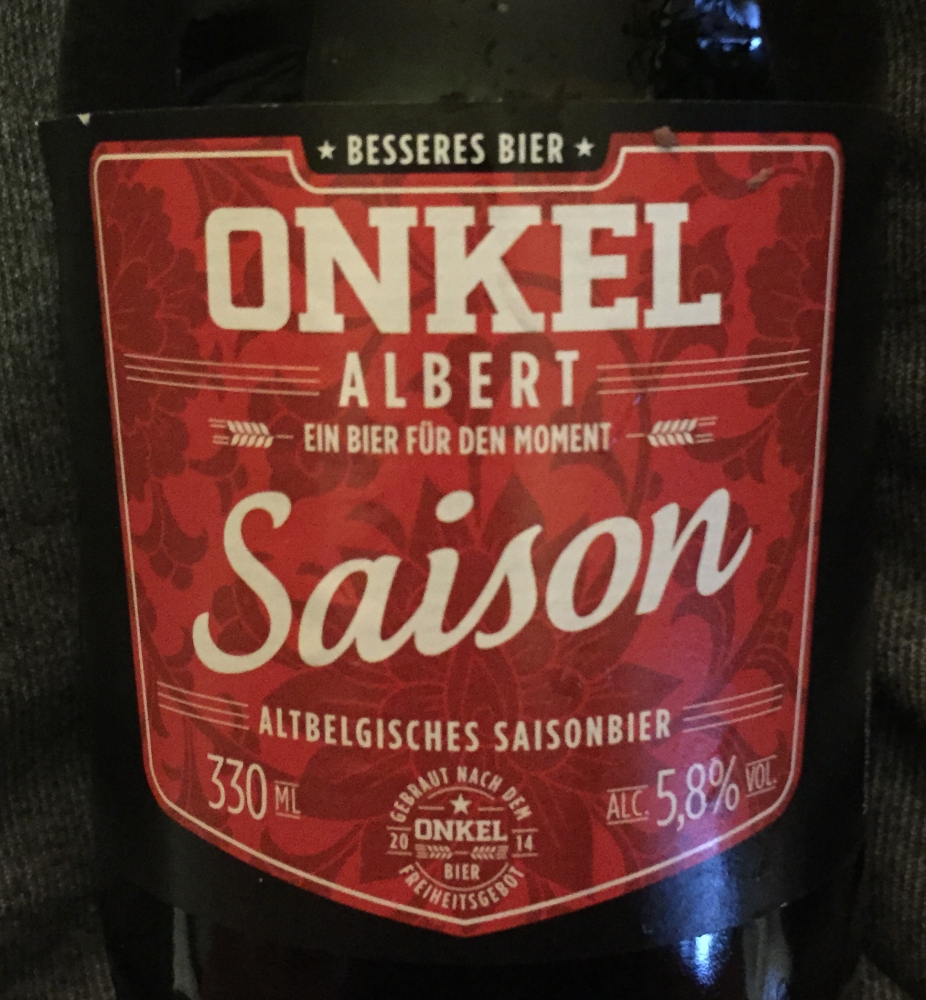 ★ BESSERES BIER ★
ONKEL
ALBERT
EIN BIER FÜR DEN MOMENT
Saison
ALTBELGISCHES SAISONBIER
330 ML
GEBRAUT NACH DEM
ONKEL
20 14
BIER
FREIHEITSGEBOT
ALC. 5,8% VOL.